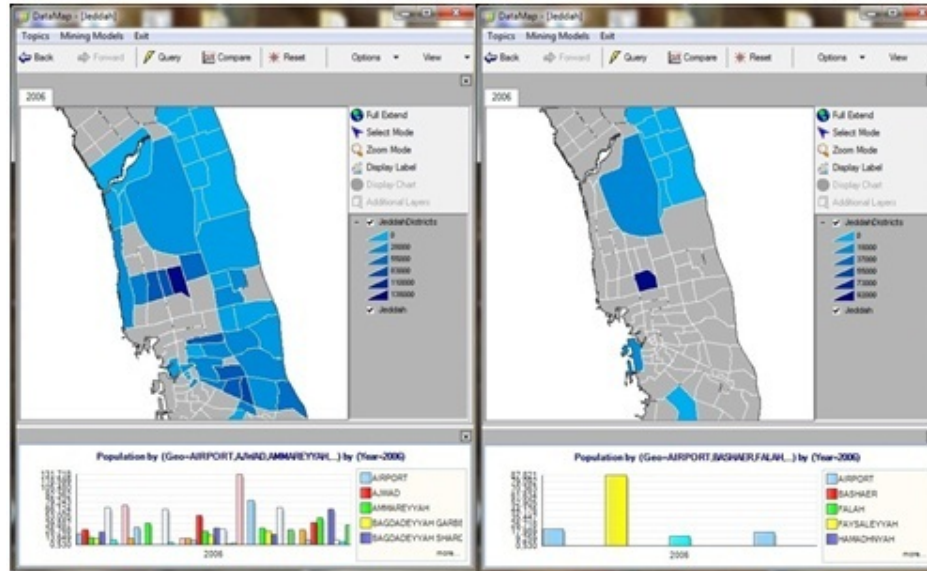 DataMap - [Jeddah]
Topics Mining Models Exit
Back Forward Query Compare Reset Options View
2006
Full Extend
Select Mode
Zoom Mode
Display Label
Display Chart
Additional Layers
JeddahDistricts
0
Jeddah
Population by (Geo=AIRPORT,AJWAD,AMMAREYYAH,...) by (Year=2006)
AIRPORT
AJWAD
AMMAREYYAH
BAGDADEYYAH GARBE
BAGDADEYYAH SHARC
2006
more...
DataMap - [Jeddah]
Topics Mining Models Exit
Back Forward Query Compare Reset Options View
2006
Full Extend
Select Mode
Zoom Mode
Display Label
Display Chart
Additional Layers
JeddahDistricts
0
Jeddah
Population by (Geo=AIRPORT,BASHAER,FALAH,...) by (Year=2006)
AIRPORT
BASHAER
FALAH
FAYSALEYYAH
HAMADHNYAH
2006
more...